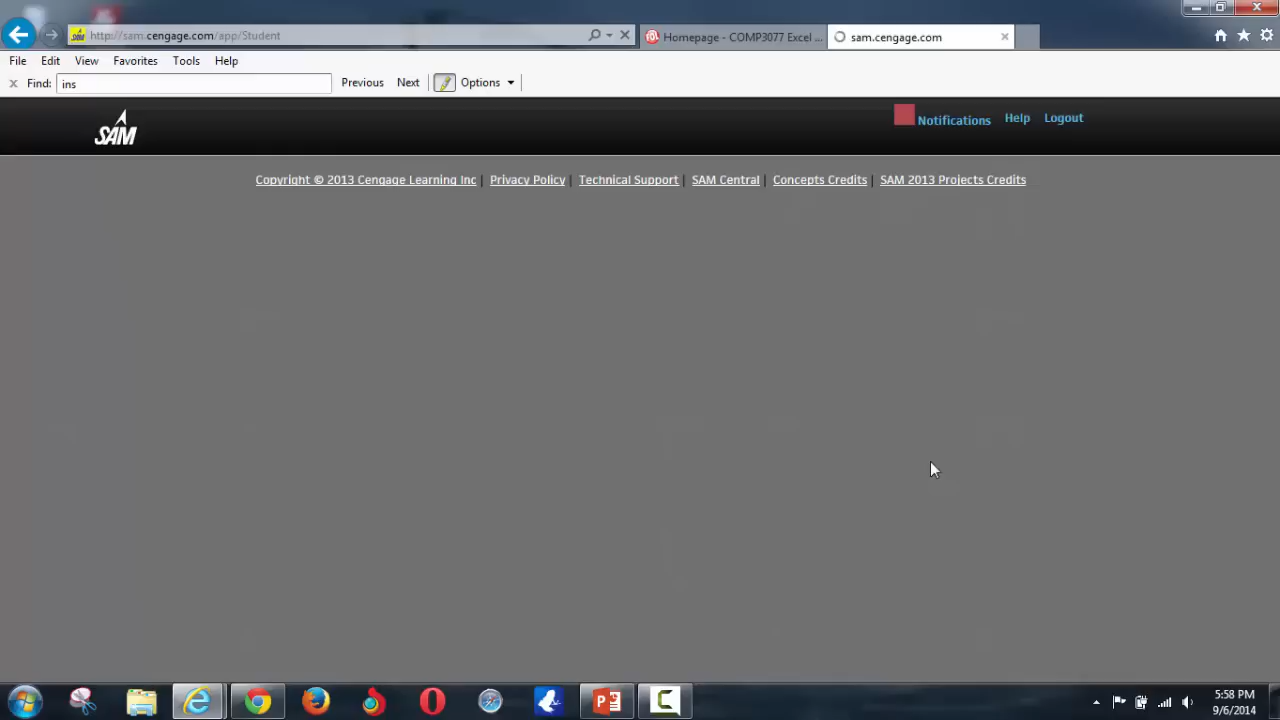 http://sam.cengage.com/app/Student
Homepage - COMP3077 Excel ...
sam.cengage.com
File Edit View Favorites Tools Help
Find: ins Previous Next Options
SAM
Notifications Help Logout
Copyright © 2013 Cengage Learning Inc | Privacy Policy | Technical Support | SAM Central | Concepts Credits | SAM 2013 Projects Credits
5:58 PM
9/6/2014